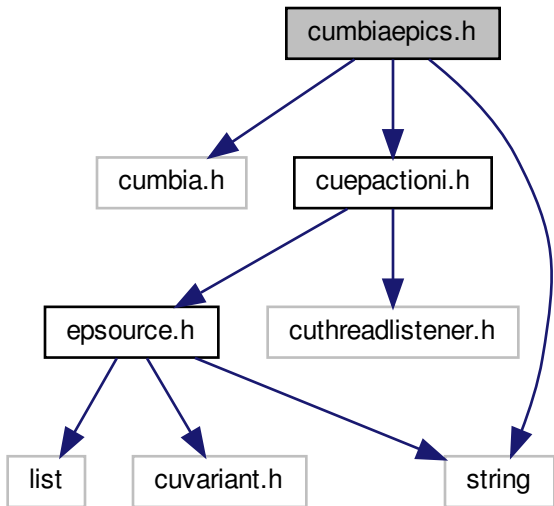 cumbiaepics.h
cumbia.h
cuepactioni.h
epsource.h
cuthreadlistener.h
list
cuvariant.h
string